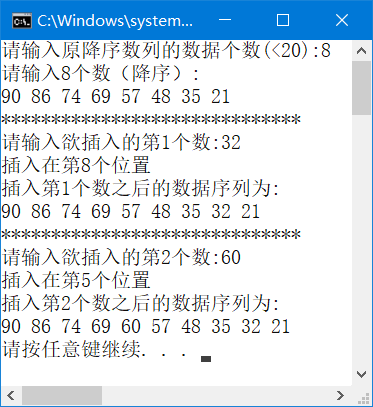 C:\Windows\system...
请输入原降序数列的数据个数(<20):8
请输入8个数（降序）:
90 86 74 69 57 48 35 21
******************************
请输入欲插入的第1个数:32
插入在第8个位置
插入第1个数之后的数据序列为:
90 86 74 69 57 48 35 32 21
******************************
请输入欲插入的第2个数:60
插入在第5个位置
插入第2个数之后的数据序列为:
90 86 74 69 60 57 48 35 32 21
请按任意键继续. . .